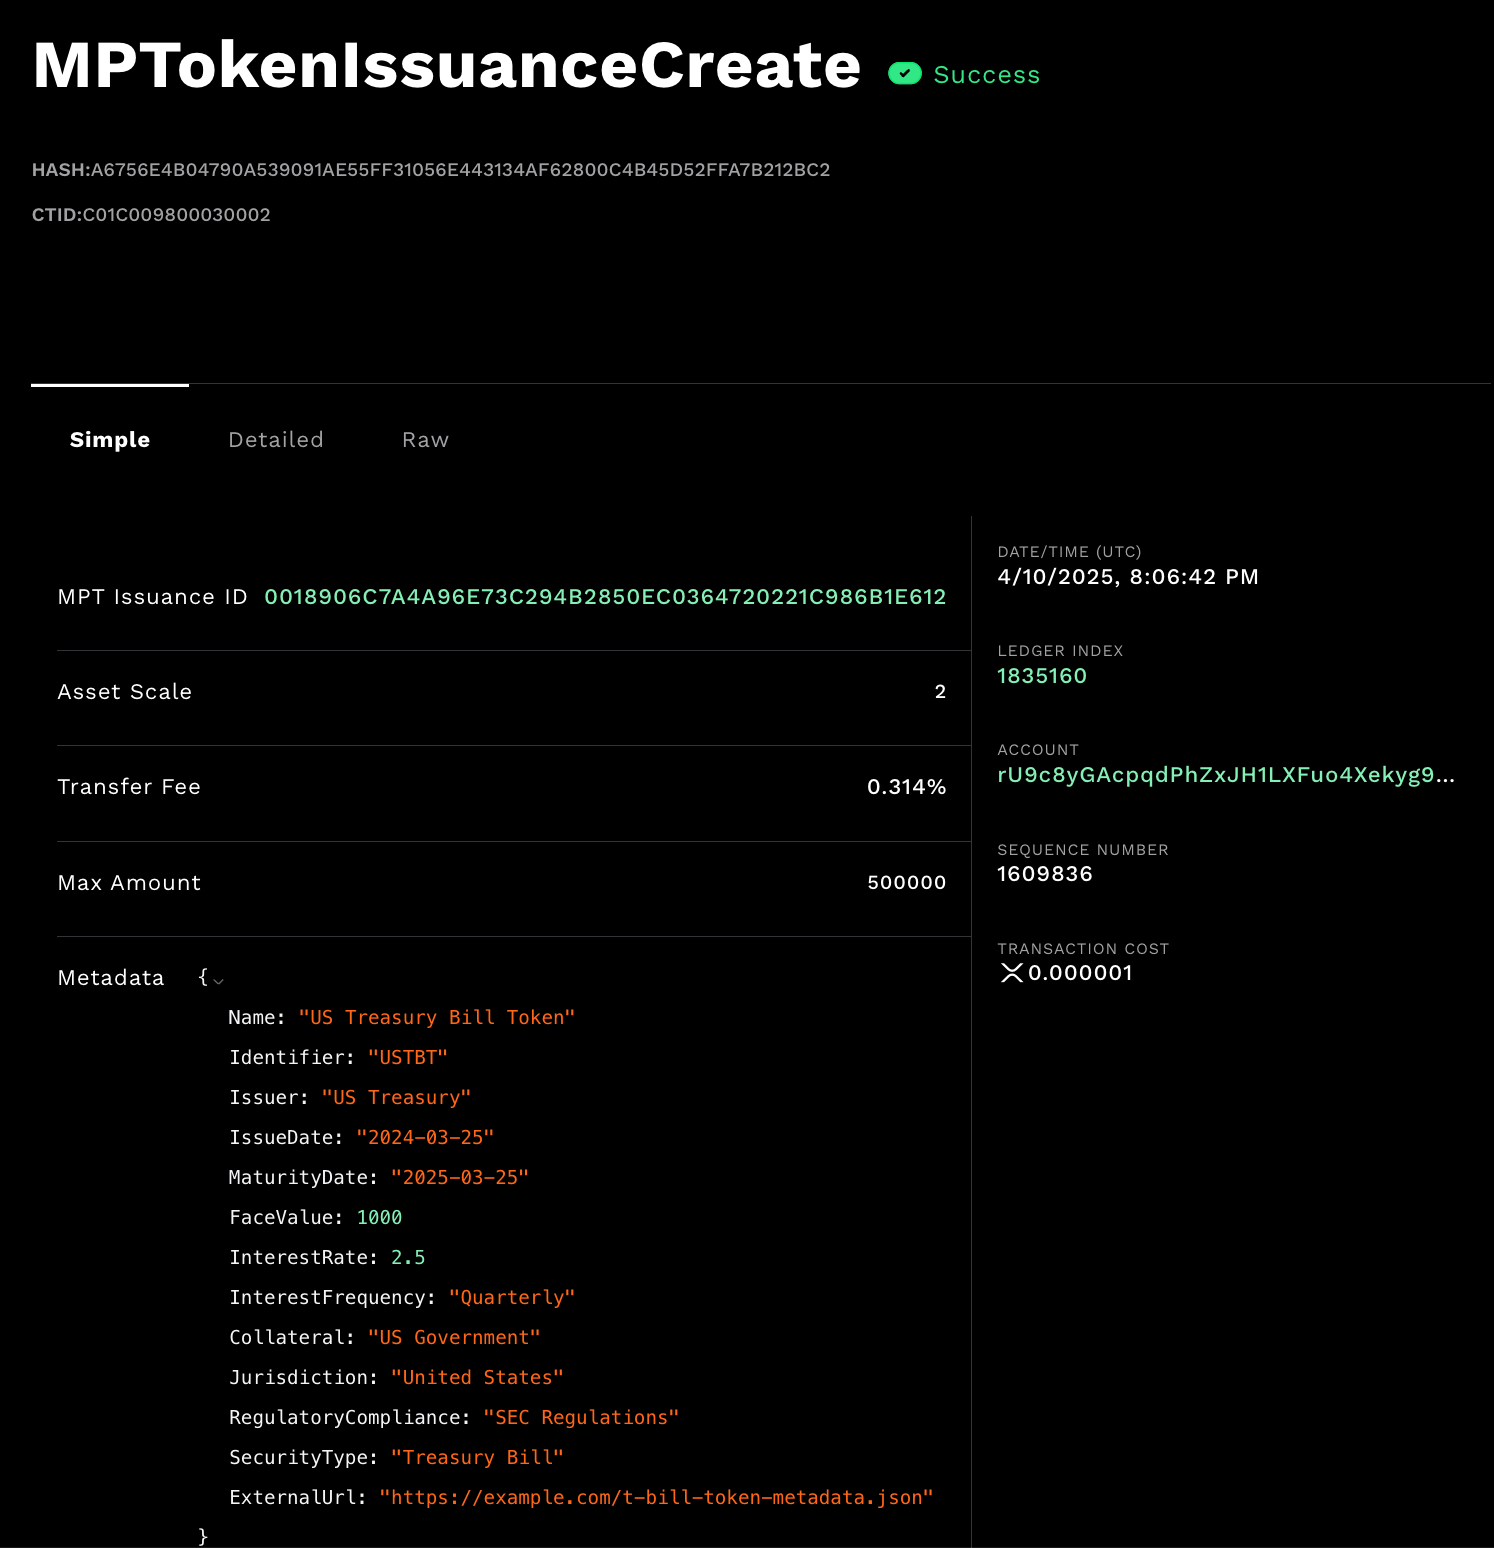 MPTokenIssuanceCreate Success
HASH:A6756E4B04790A539091AE55FF31056E443134AF62800C4B45D52FFA7B212BC2
CTID:C01C009800030002
Simple Detailed Raw
MPT Issuance ID 0018906C7A4A96E73C294B2850EC0364720221C986B1E612
Asset Scale 2
Transfer Fee 0.314%
Max Amount 500000
Metadata {
Name: "US Treasury Bill Token"
Identifier: "USTBT"
Issuer: "US Treasury"
IssueDate: "2024-03-25"
MaturityDate: "2025-03-25"
FaceValue: 1000
InterestRate: 2.5
InterestFrequency: "Quarterly"
Collateral: "US Government"
Jurisdiction: "United States"
RegulatoryCompliance: "SEC Regulations"
SecurityType: "Treasury Bill"
ExternalUrl: "https://example.com/t-bill-token-metadata.json"
}
DATE/TIME (UTC)
4/10/2025, 8:06:42 PM
LEDGER INDEX
1835160
ACCOUNT
rU9c8yGAcpqdPhZxJH1LXFuo4Xekyg9...
SEQUENCE NUMBER
1609836
TRANSACTION COST
0.000001